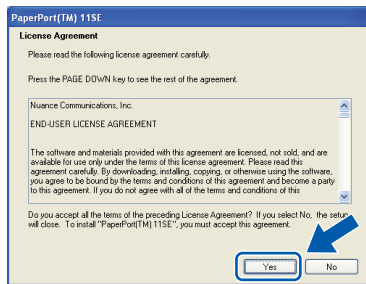 PaperPort(TM) 11SE
License Agreement
Please read the following license agreement carefully.
Press the PAGE DOWN key to see the rest of the agreement.
Nuance Communications, Inc.
END-USER LICENSE AGREEMENT
The software and materials provided with this agreement are licensed, not sold, and are
available for use only under the terms of this license agreement. Please read this
agreement carefully. By downloading, installing, copying, or otherwise using the software,
you agree to be bound by the terms and conditions of this agreement and become a party
to this agreement. If you do not agree with all of the terms and conditions of this
Do you accept all the terms of the preceding License Agreement? If you select No, the setup
will close. To install "PaperPort(TM) 11SE", you must accept this agreement.
Yes No